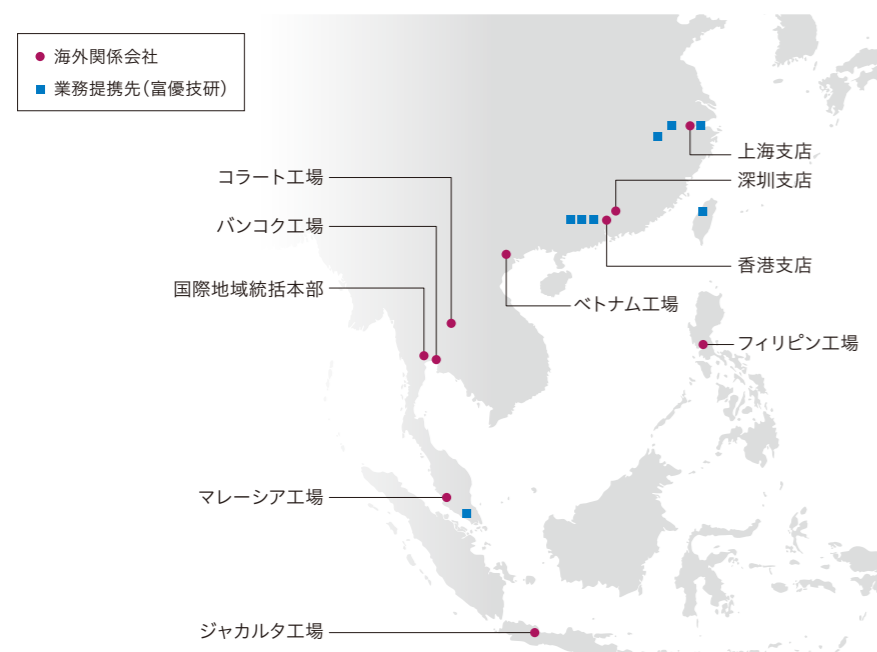 海外関係会社
業務提携先(富優技研)
上海支店
コラート工場
深圳支店
バンコク工場
香港支店
国際地域統括本部
ベトナム工場
フィリピン工場
マレーシア工場
ジャカルタ工場